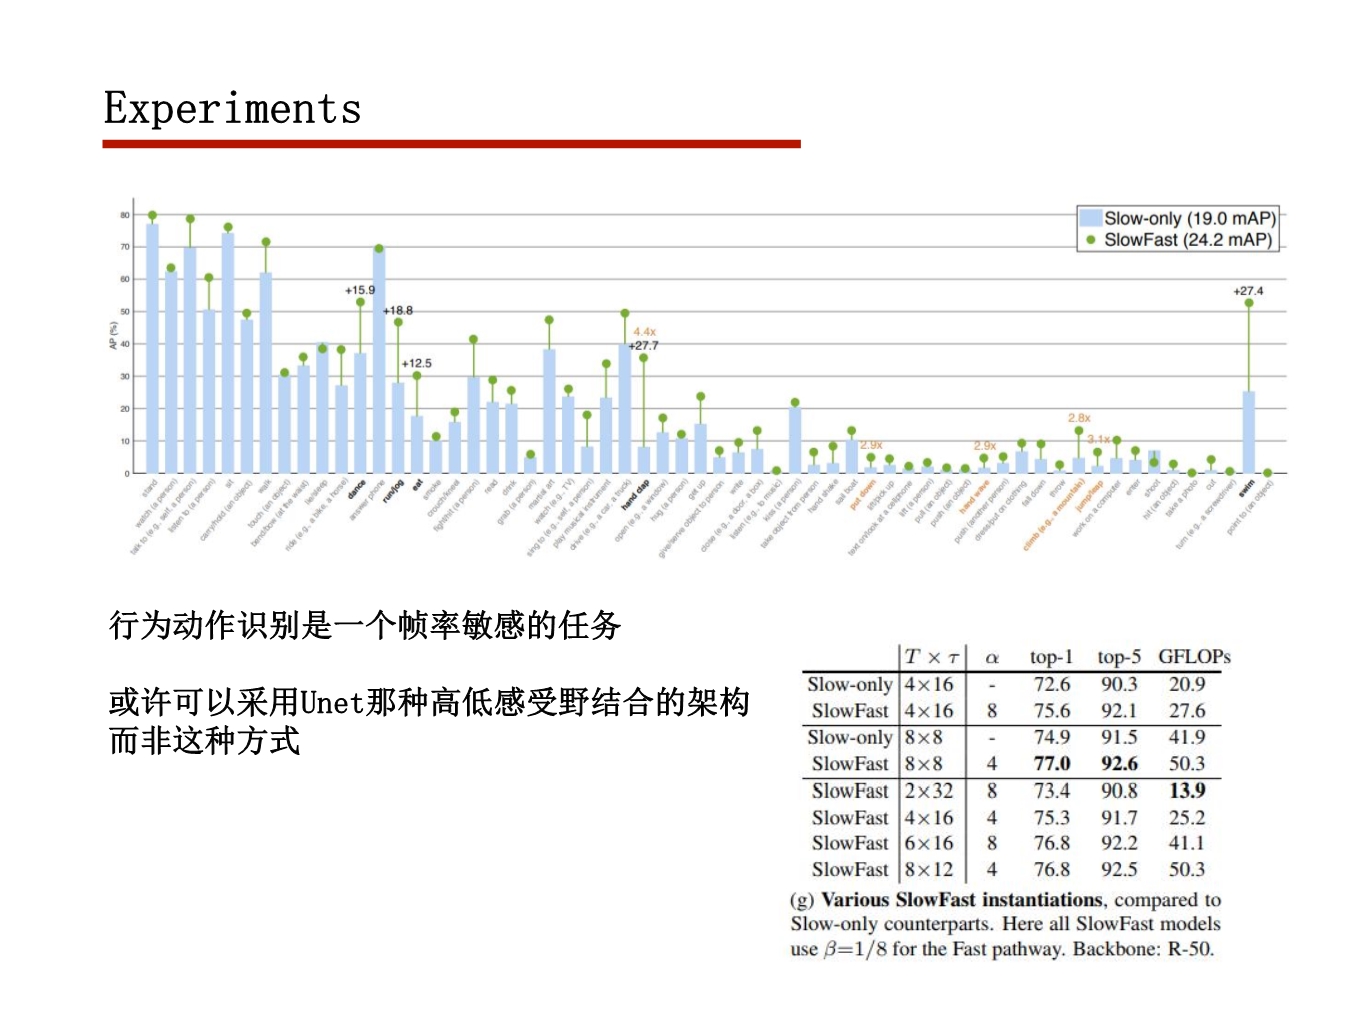 Experiments
Slow-only (19.0 mAP)
SlowFast (24.2 mAP)
AP (%)
80
70
60
50
40
30
20
10
0
+15.9
+18.8
+12.5
4.4x
+27.7
2.9x
2.9x
2.8x
3.1x
+27.4
stand
watch (a person)
talk to (e.g., self, a person)
listen to (a person)
sit
carry/hold (an object)
walk
touch (an object)
bend/bow (at the waist)
lie/sleep
ride (e.g., a bike, a horse)
dance
answer phone
run/jog
eat
smoke
crouch/kneel
fight/hit (a person)
read
drink
grab (a person)
martial art
watch (e.g., TV)
sing to (e.g., self, a person)
play musical instrument
drive (e.g., a car, a truck)
hand clap
open (e.g., a window)
hug (a person)
get up
give/serve object to person
write
close (e.g., a door, a box)
listen (e.g., to music)
kiss (a person)
take object from person
hand shake
sail boat
put down
lift/pick up
text on/look at a cellphone
lift (a person)
pull (an object)
push (an object)
hand wave
push (another person)
dress/put on clothing
fall down
throw
climb (e.g., a mountain)
jump/leap
work on a computer
enter
shoot
hit (an object)
take a photo
cut
turn (e.g., a screwdriver)
swim
point to (an object)
行为动作识别是一个帧率敏感的任务
或许可以采用Unet那种高低感受野结合的架构
而非这种方式
T × τ α top-1 top-5 GFLOPs
Slow-only 4×16 - 72.6 90.3 20.9
SlowFast 4×16 8 75.6 92.1 27.6
Slow-only 8×8 - 74.9 91.5 41.9
SlowFast 8×8 4 77.0 92.6 50.3
SlowFast 2×32 8 73.4 90.8 13.9
SlowFast 4×16 4 75.3 91.7 25.2
SlowFast 6×16 8 76.8 92.2 41.1
SlowFast 8×12 4 76.8 92.5 50.3
(g) Various SlowFast instantiations, compared to
Slow-only counterparts. Here all SlowFast models
use β=1/8 for the Fast pathway. Backbone: R-50.